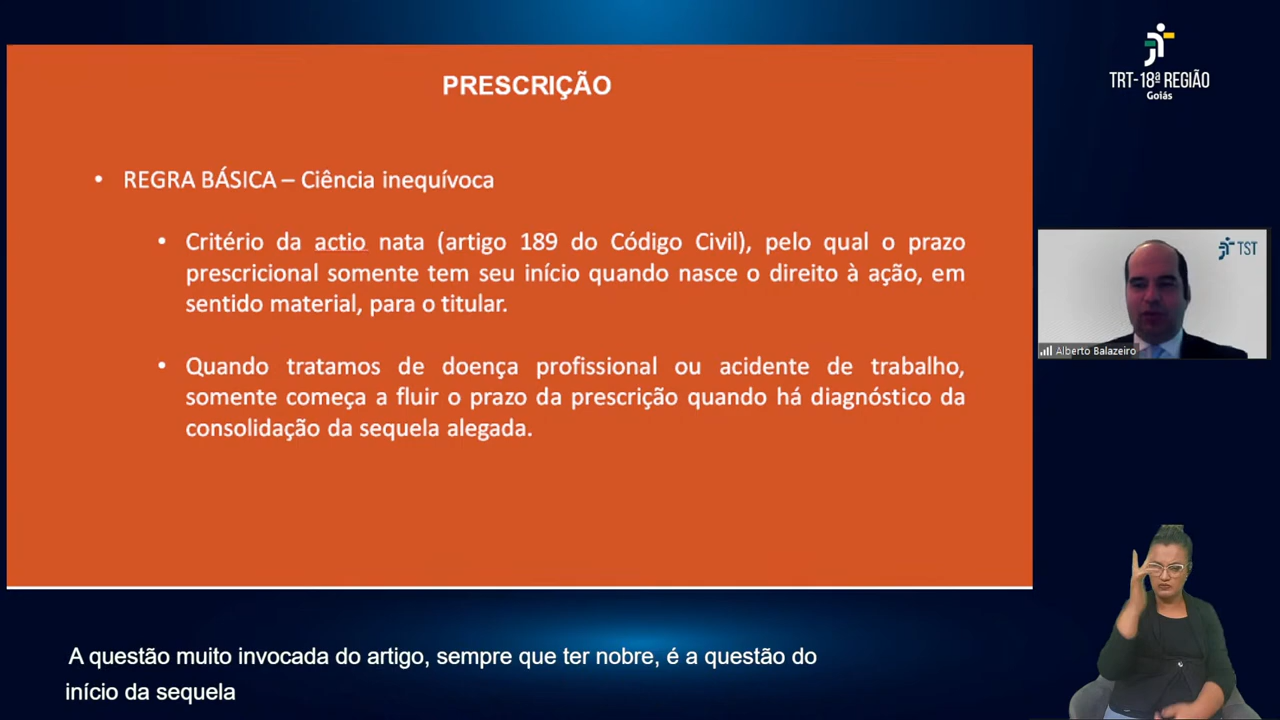 PRESCRIÇÃO
• REGRA BÁSICA – Ciência inequívoca
• Critério da actio nata (artigo 189 do Código Civil), pelo qual o prazo
prescricional somente tem seu início quando nasce o direito à ação, em
sentido material, para o titular.
• Quando tratamos de doença profissional ou acidente de trabalho,
somente começa a fluir o prazo da prescrição quando há diagnóstico da
consolidação da sequela alegada.
TRT-18ª REGIÃO
Goiás
TST
Alberto Balazeiro
A questão muito invocada do artigo, sempre que ter nobre, é a questão do
início da sequela